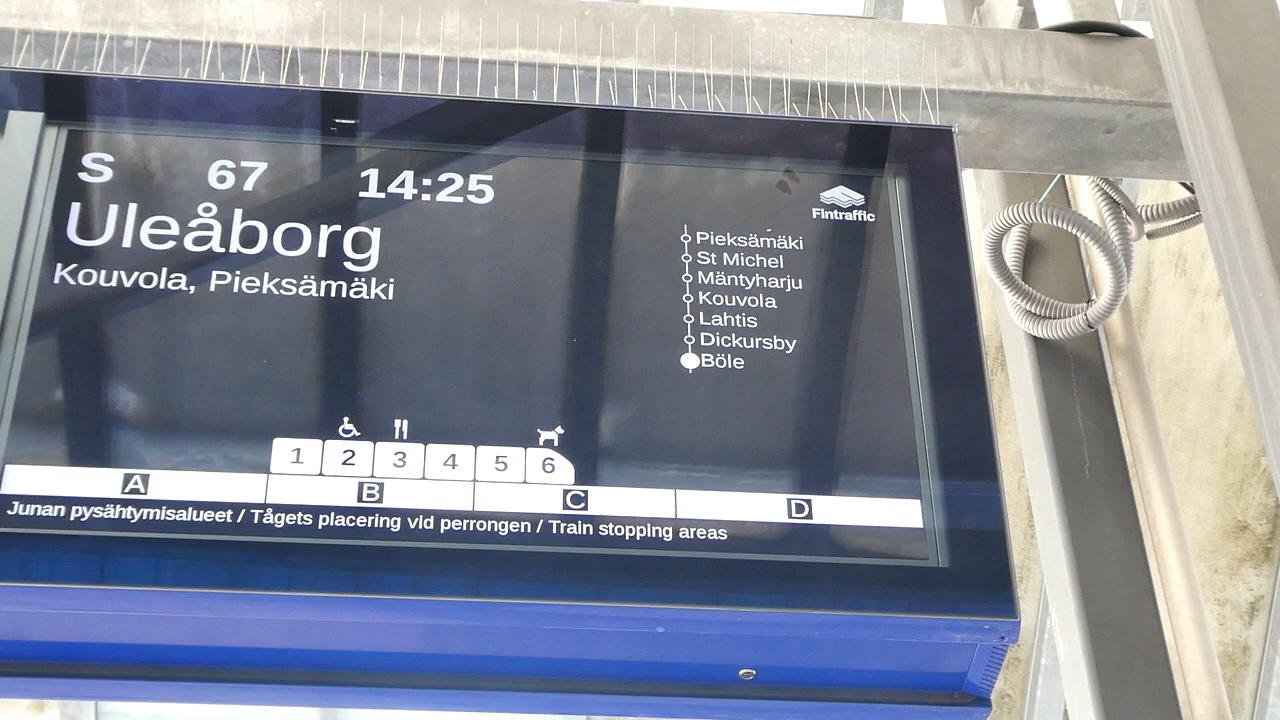 S 67 14:25
Uleåborg
Kouvola, Pieksämäki
Fintraffic
Pieksämäki
St Michel
Mäntyharju
Kouvola
Lahtis
Dickursby
Böle
1 2 3 4 5 6
A B C D
Junan pysähtymisalueet / Tågets placering vid perrongen / Train stopping areas